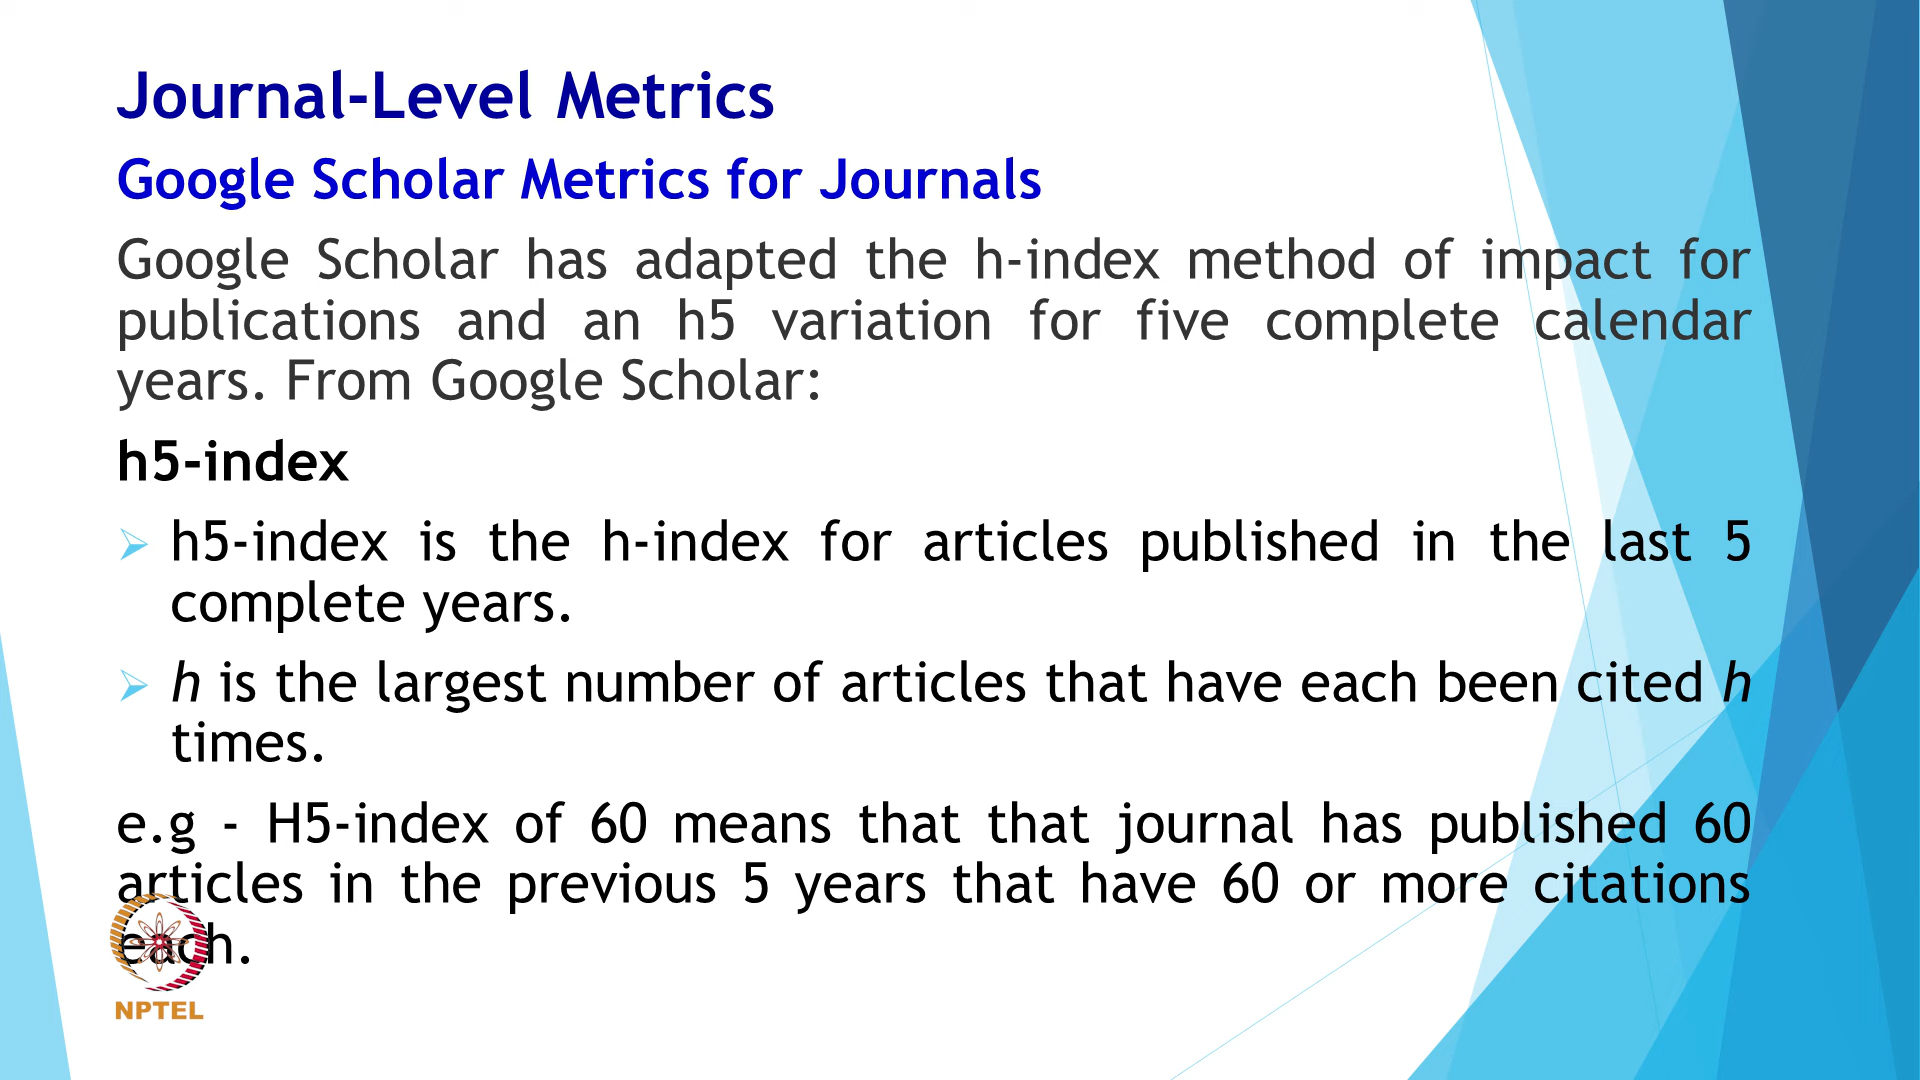 Journal-Level Metrics
Google Scholar Metrics for Journals
Google Scholar has adapted the h-index method of impact for
publications and an h5 variation for five complete calendar
years. From Google Scholar:
h5-index
h5-index is the h-index for articles published in the last 5
complete years.
h is the largest number of articles that have each been cited h
times.
e.g - H5-index of 60 means that that journal has published 60
articles in the previous 5 years that have 60 or more citations
each.
NPTEL